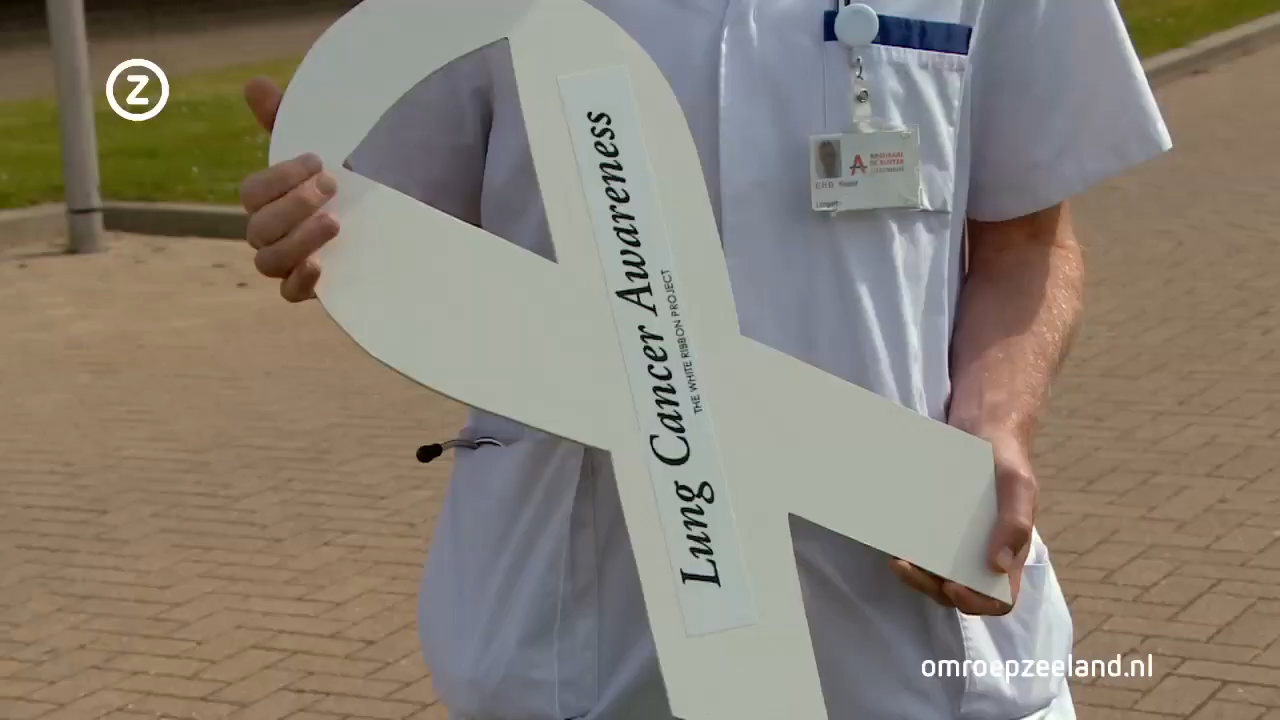 Z
Lung Cancer Awareness
THE WHITE RIBBON PROJECT
omroepzeeland.nl